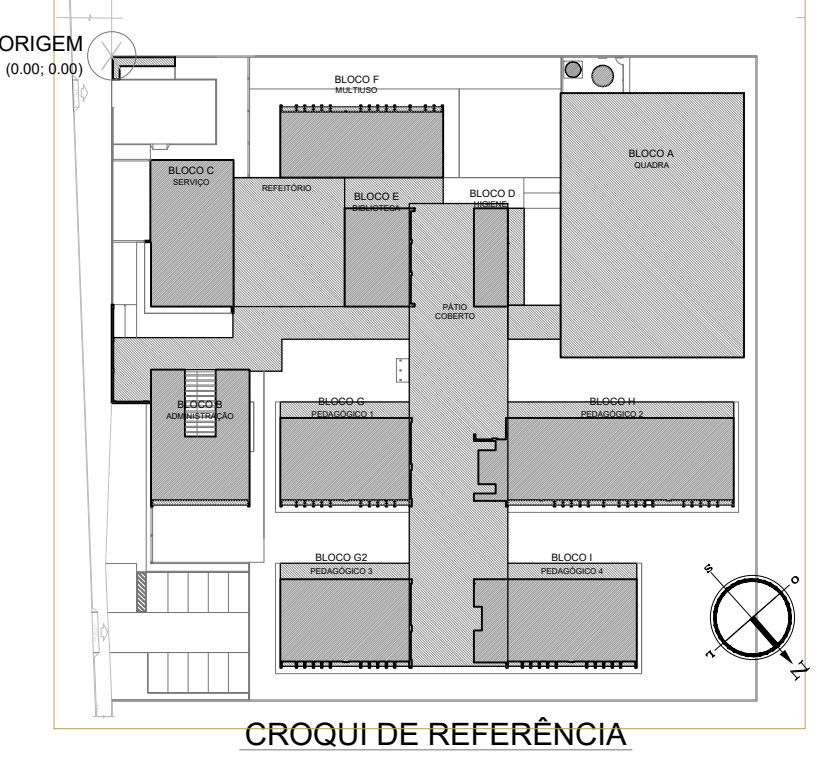 ORIGEM
(0.00; 0.00)
BLOCO F
MULTIUSO
BLOCO A
QUADRA
BLOCO C
SERVIÇO
REFEITÓRIO
BLOCO E
BIBLIOTECA
BLOCO D
HIGIENE
PÁTIO
COBERTO
BLOCO B
ADMINISTRAÇÃO
BLOCO G
PEDAGÓGICO 1
BLOCO H
PEDAGÓGICO 2
BLOCO G2
PEDAGÓGICO 3
BLOCO I
PEDAGÓGICO 4
S
O
L
N
CROQUI DE REFERÊNCIA